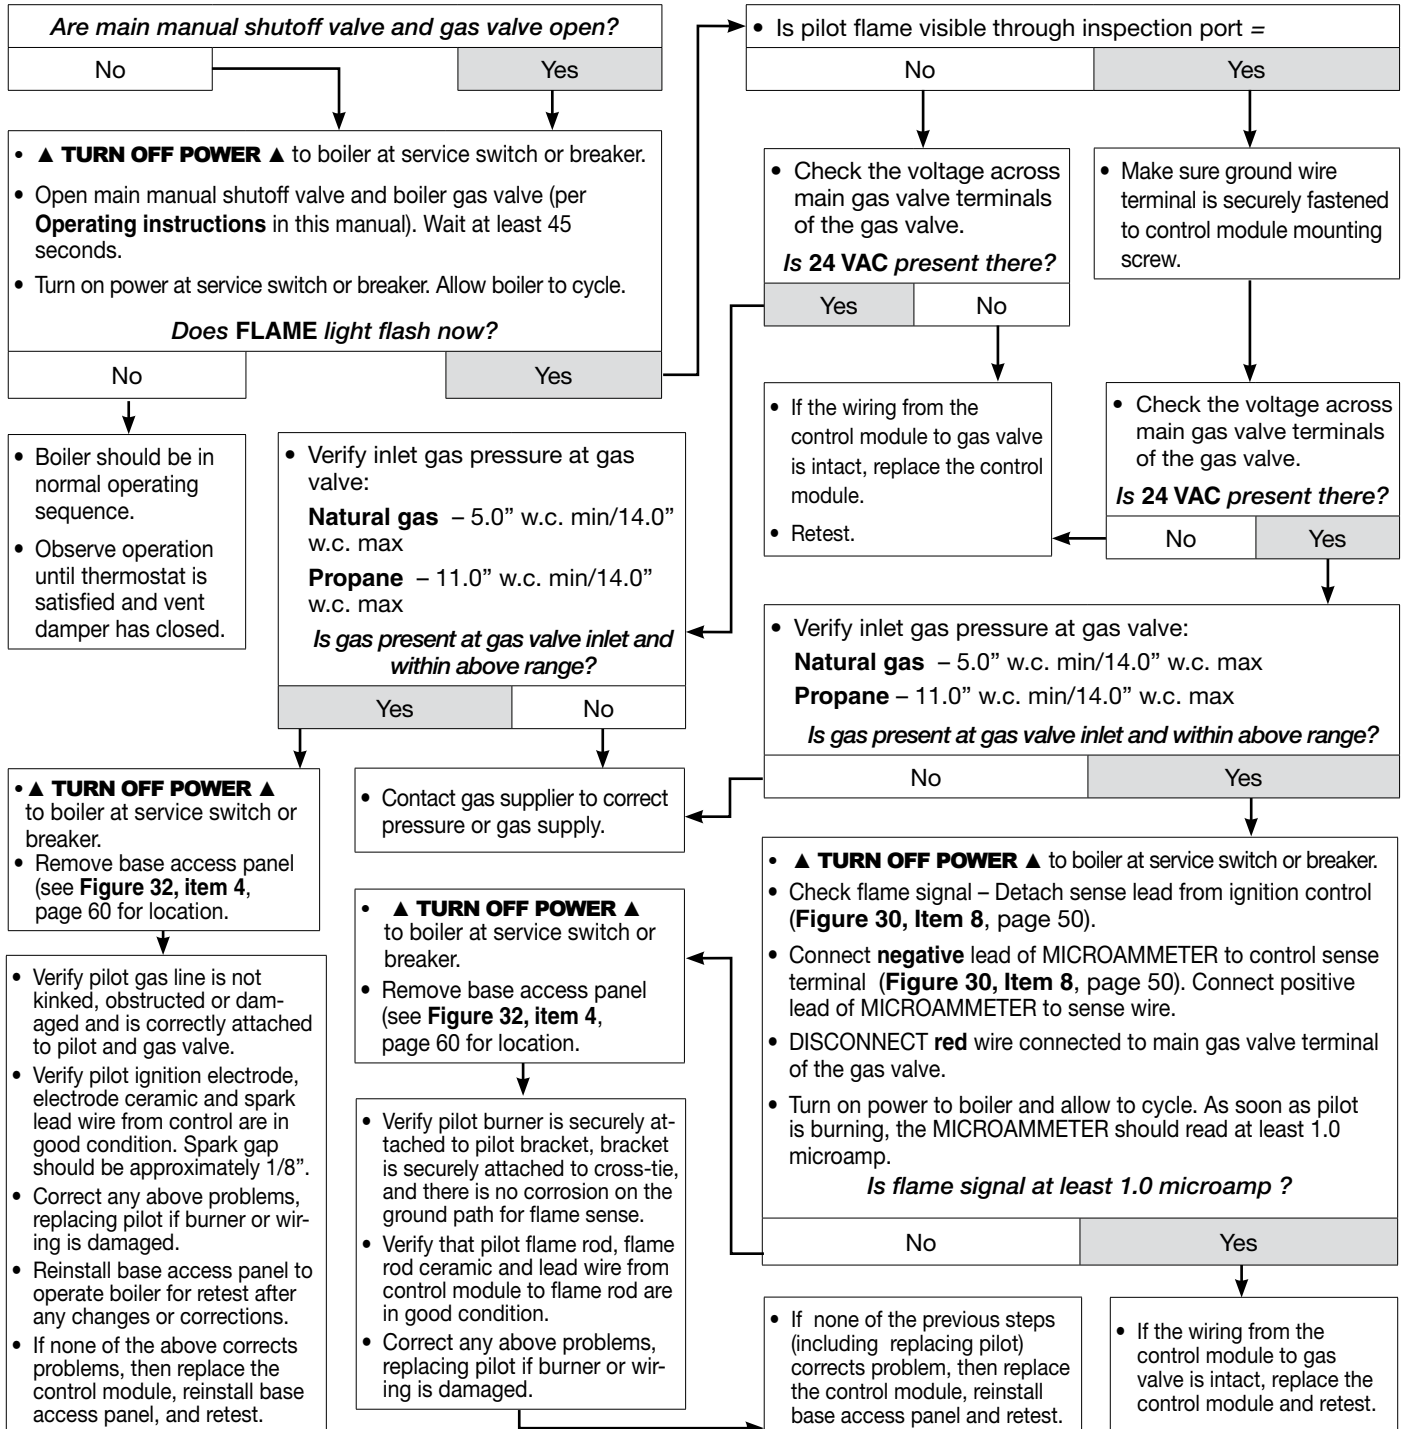 Are main manual shutoff valve and gas valve open?
No
Yes
• ▲ TURN OFF POWER ▲ to boiler at service switch or breaker.
• Open main manual shutoff valve and boiler gas valve (per
Operating instructions in this manual). Wait at least 45
seconds.
• Turn on power at service switch or breaker. Allow boiler to cycle.
Does FLAME light flash now?
No
Yes
• Boiler should be in
normal operating
sequence.
• Observe operation
until thermostat is
satisfied and vent
damper has closed.
• Is pilot flame visible through inspection port =
No
Yes
• Check the voltage across
main gas valve terminals
of the gas valve.
Is 24 VAC present there?
Yes
No
• Make sure ground wire
terminal is securely fastened
to control module mounting
screw.
• If the wiring from the
control module to gas valve
is intact, replace the control
module.
• Retest.
• Check the voltage across
main gas valve terminals
of the gas valve.
Is 24 VAC present there?
No
Yes
• Verify inlet gas pressure at gas
valve:
Natural gas – 5.0” w.c. min/14.0”
w.c. max
Propane – 11.0” w.c. min/14.0”
w.c. max
Is gas present at gas valve inlet and
within above range?
Yes
No
• Verify inlet gas pressure at gas valve:
Natural gas – 5.0” w.c. min/14.0” w.c. max
Propane – 11.0” w.c. min/14.0” w.c. max
Is gas present at gas valve inlet and within above range?
No
Yes
• ▲ TURN OFF POWER ▲
to boiler at service switch or
breaker.
• Remove base access panel
(see Figure 32, item 4,
page 60 for location.
• Contact gas supplier to correct
pressure or gas supply.
• Verify pilot gas line is not
kinked, obstructed or dam-
aged and is correctly attached
to pilot and gas valve.
• Verify pilot ignition electrode,
electrode ceramic and spark
lead wire from control are in
good condition. Spark gap
should be approximately 1/8”.
• Correct any above problems,
replacing pilot if burner or wir-
ing is damaged.
• Reinstall base access panel to
operate boiler for retest after
any changes or corrections.
• If none of the above corrects
problems, then replace the
control module, reinstall base
access panel, and retest.
• ▲ TURN OFF POWER ▲
to boiler at service switch or
breaker.
• Remove base access panel
(see Figure 32, item 4,
page 60 for location.
• Verify pilot burner is securely at-
tached to pilot bracket, bracket
is securely attached to cross-tie,
and there is no corrosion on the
ground path for flame sense.
• Verify that pilot flame rod, flame
rod ceramic and lead wire from
control module to flame rod are
in good condition.
• Correct any above problems,
replacing pilot if burner or wir-
ing is damaged.
• ▲ TURN OFF POWER ▲ to boiler at service switch or breaker.
• Check flame signal – Detach sense lead from ignition control
(Figure 30, Item 8, page 50).
• Connect negative lead of MICROAMMETER to control sense
terminal (Figure 30, Item 8, page 50). Connect positive
lead of MICROAMMETER to sense wire.
• DISCONNECT red wire connected to main gas valve terminal
of the gas valve.
• Turn on power to boiler and allow to cycle. As soon as pilot
is burning, the MICROAMMETER should read at least 1.0
microamp.
Is flame signal at least 1.0 microamp ?
No
Yes
• If none of the previous steps
(including replacing pilot)
corrects problem, then replace
the control module, reinstall
base access panel and retest.
• If the wiring from the
control module to gas
valve is intact, replace the
control module and retest.